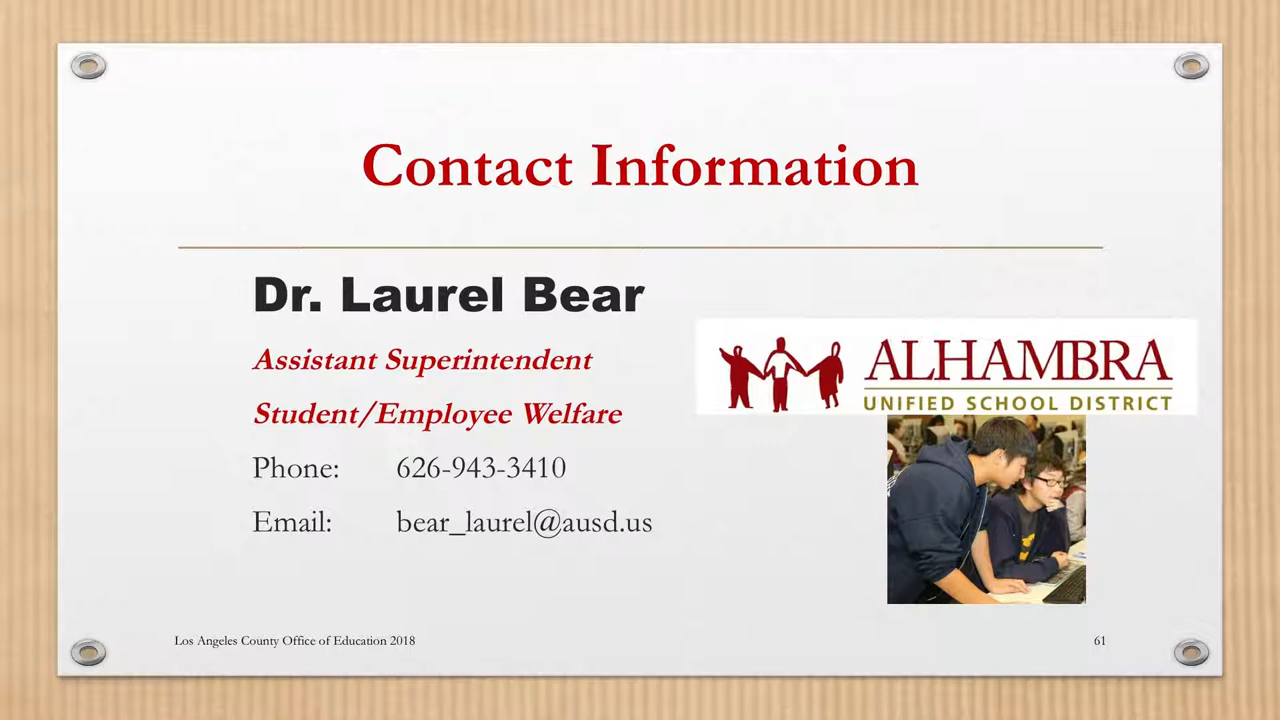 Contact Information
Dr. Laurel Bear
Assistant Superintendent
Student/Employee Welfare
Phone: 626-943-3410
Email: bear_laurel@ausd.us
ALHAMBRA
UNIFIED SCHOOL DISTRICT
Los Angeles County Office of Education 2018
61